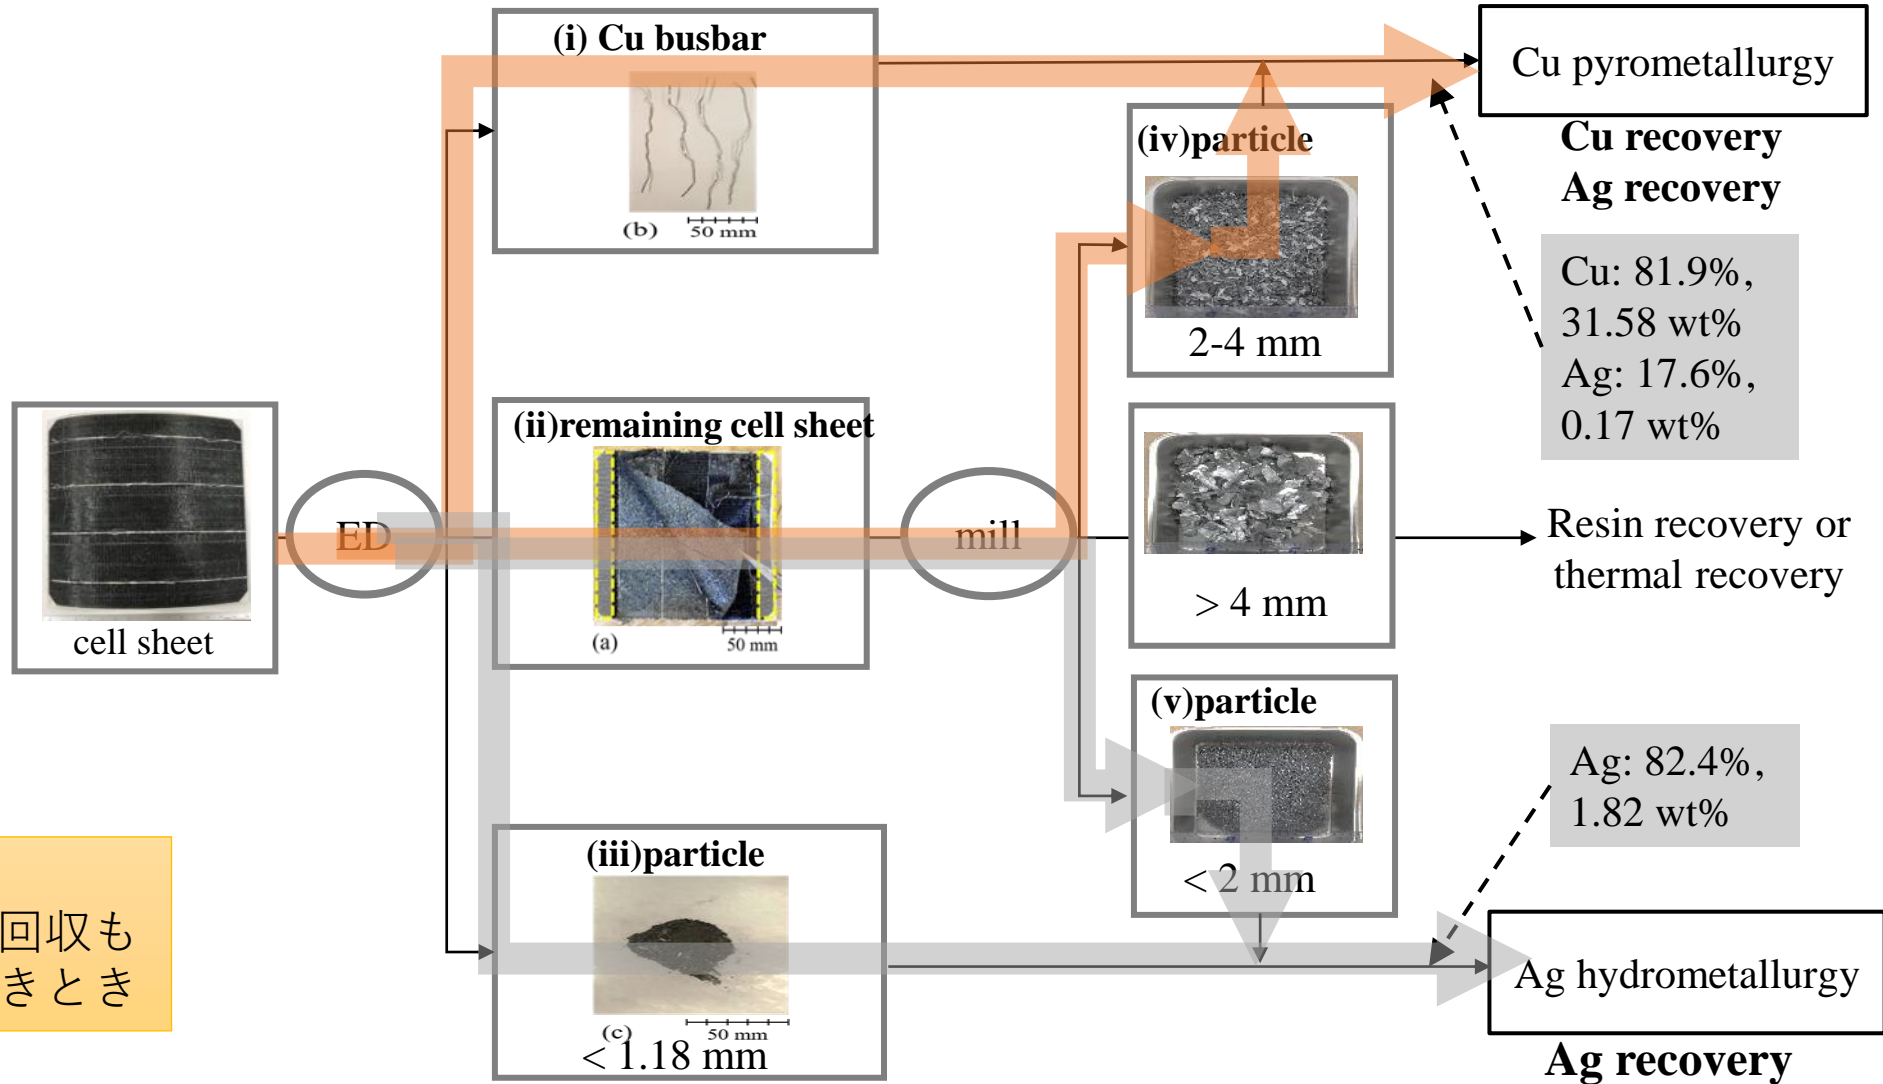 (i) Cu busbar
(b)
50 mm
Cu pyrometallurgy
Cu recovery
Ag recovery
(iv)particle
2-4 mm
Cu: 81.9%,
31.58 wt%
Ag: 17.6%,
0.17 wt%
cell sheet
ED
(ii)remaining cell sheet
(a)
50 mm
mill
> 4 mm
Resin recovery or
thermal recovery
(v)particle
< 2 mm
Ag: 82.4%,
1.82 wt%
回収も
きとき
(iii)particle
(c)
50 mm
< 1.18 mm
Ag hydrometallurgy
Ag recovery